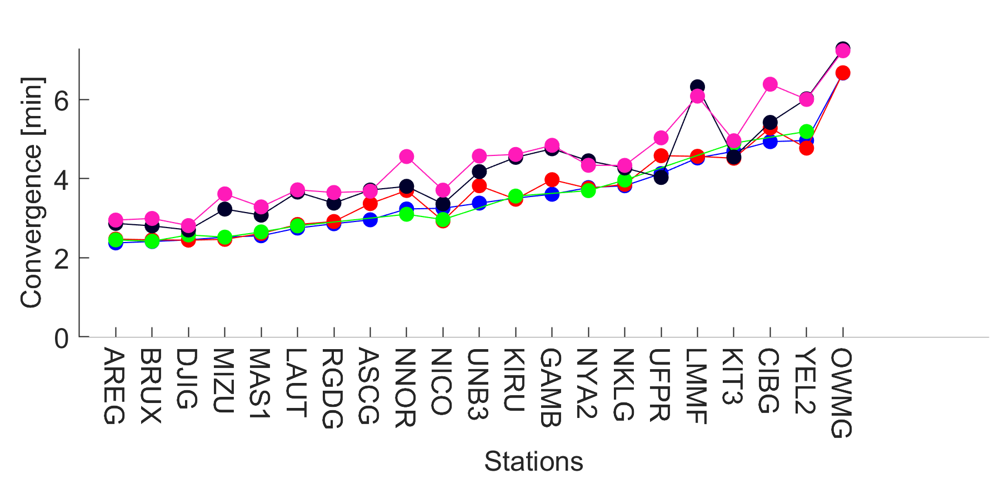 Convergence [min]
6
4
2
0
AREG
BRUX
DJIG
MIZU
MAS1
LAUT
RGDG
ASCG
NNOR
NICO
UNB3
KIRU
GAMB
NYA2
NKLG
UFPR
LMMF
KIT3
CIBG
YEL2
OWMG
Stations